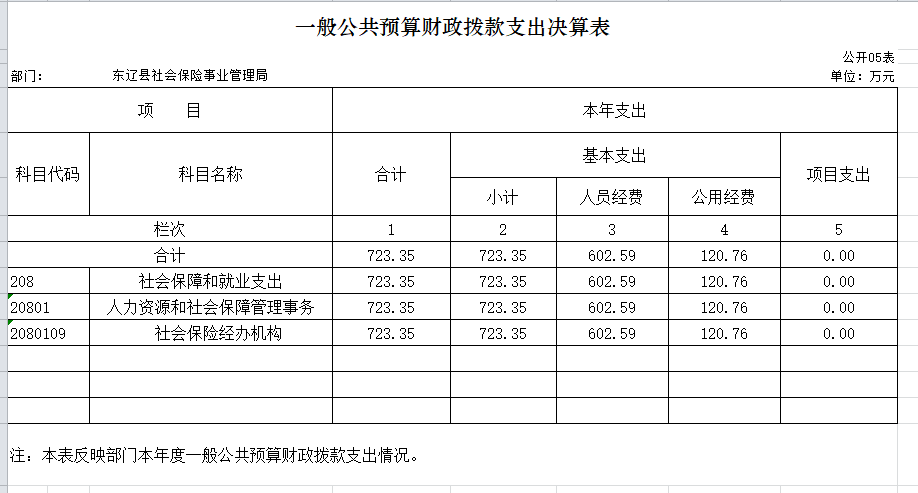 一般公共预算财政拨款支出决算表
公开05表
部门： 东辽县社会保险事业管理局 单位：万元
项 目 本年支出
科目代码 科目名称 合计 基本支出 项目支出
小计 人员经费 公用经费
栏次 1 2 3 4 5
合计 723.35 723.35 602.59 120.76 0.00
208 社会保障和就业支出 723.35 723.35 602.59 120.76 0.00
20801 人力资源和社会保障管理事务 723.35 723.35 602.59 120.76 0.00
2080109 社会保险经办机构 723.35 723.35 602.59 120.76 0.00
注：本表反映部门本年度一般公共预算财政拨款支出情况。